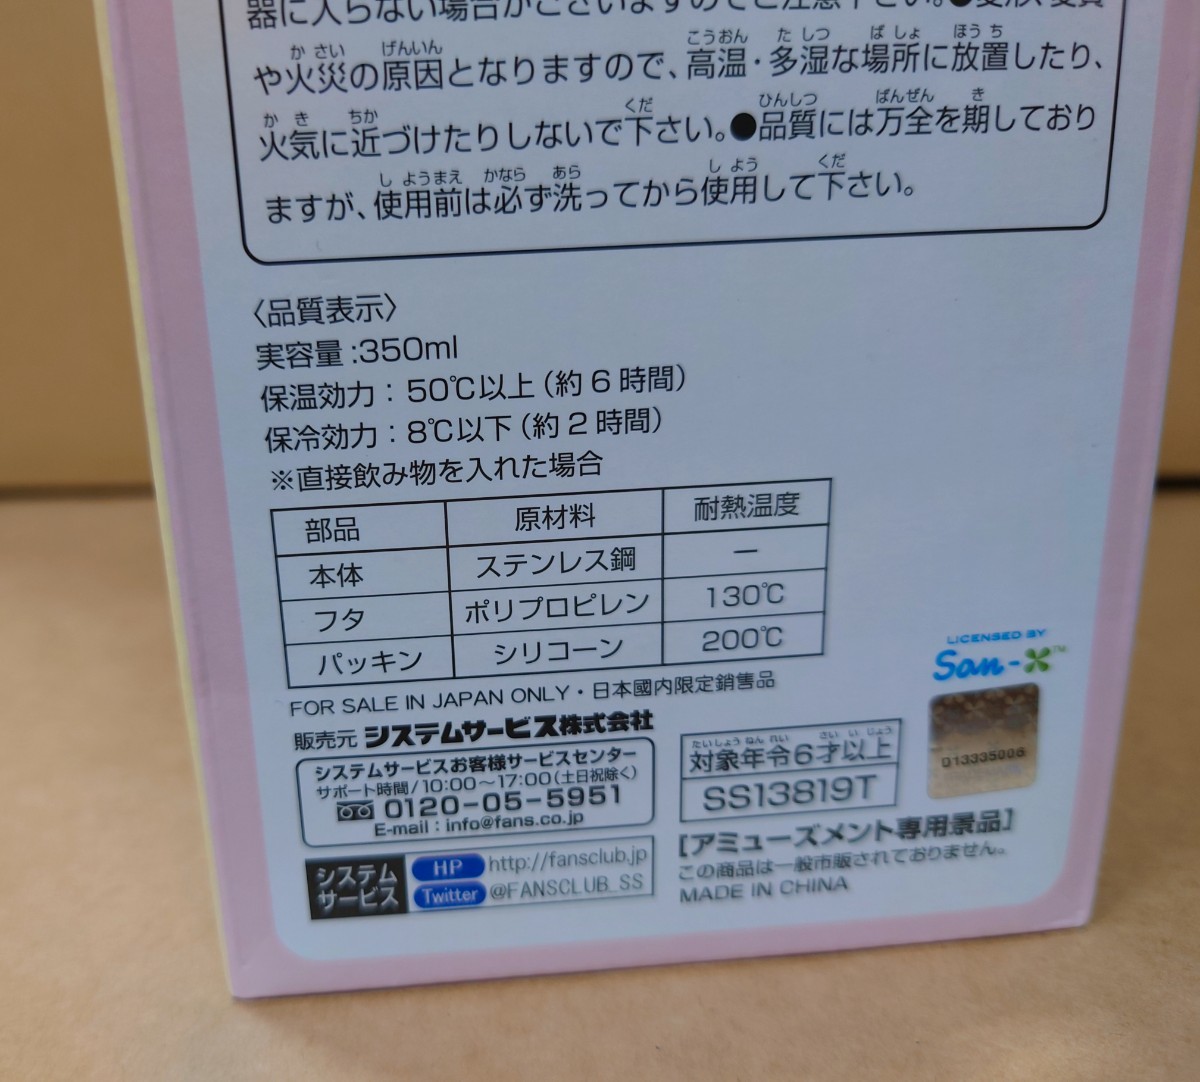 器に入らない場合がございますのでご注意下さい。●変形、変質
や火災の原因となりますので、高温・多湿な場所に放置したり、
火気に近づけたりしないで下さい。●品質には万全を期しており
ますが、使用前は必ず洗ってから使用して下さい。
〈品質表示〉
実容量:350ml
保温効力：50℃以上（約6時間）
保冷効力：8℃以下（約2時間）
※直接飲み物を入れた場合
部品 原材料 耐熱温度
本体 ステンレス鋼 ー
フタ ポリプロピレン 130℃
パッキン シリコーン 200℃
FOR SALE IN JAPAN ONLY・日本國内限定銷售品
販売元 システムサービス株式会社
システムサービスお客様サービスセンター
サポート時間/10:00〜17:00(土日祝除く)
0120-05-5951
E-mail：info@fans.co.jp
システム
サービス
HP http://fansclub.jp
Twitter @FANSCLUB_SS
対象年令6才以上
SS13819T
[アミューズメント専用景品]
この商品は一般市販されておりません。
MADE IN CHINA
LICENSED BY
San-X™
013335006